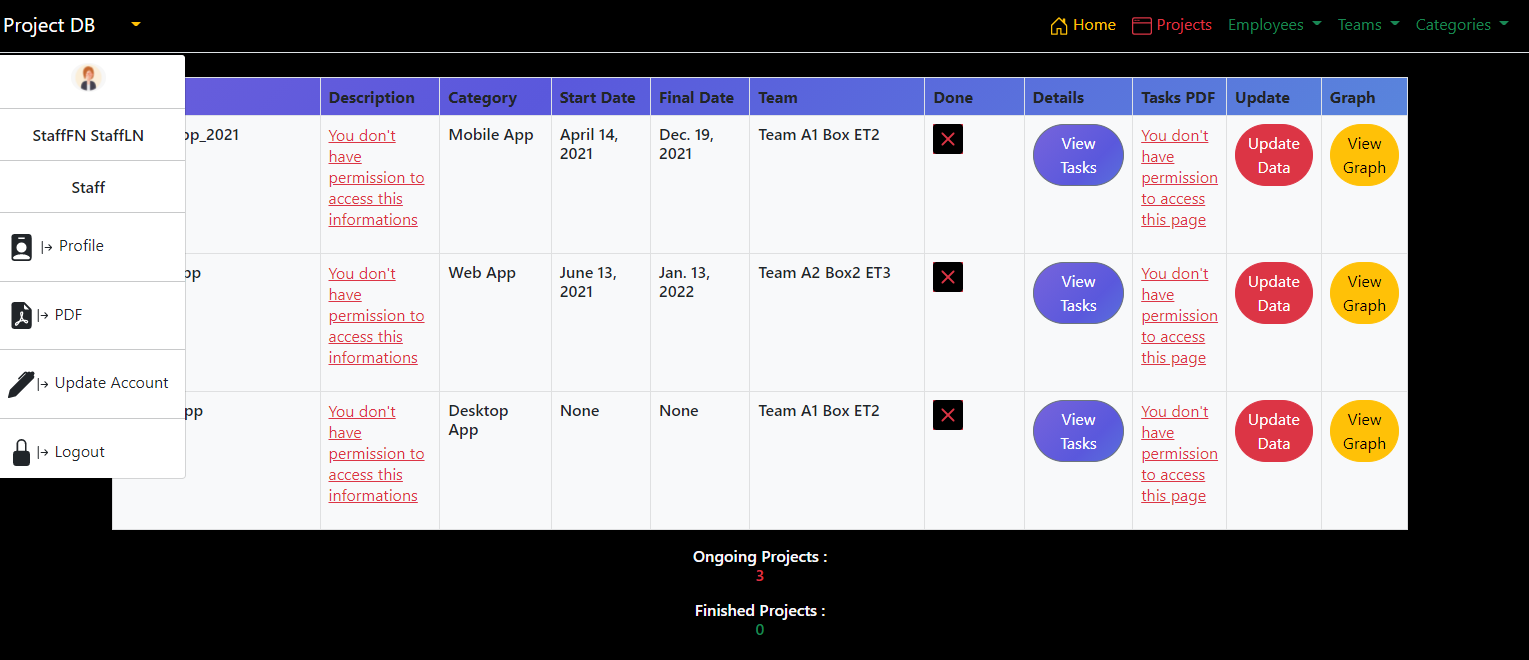 Project DB
Home Projects Employees Teams Categories
StaffFN StaffLN
Staff
|→ Profile
|→ PDF
|→ Update Account
|→ Logout
Description Category Start Date Final Date Team Done Details Tasks PDF Update Graph
pp_2021
You don't
have
permission to
access this
informations
Mobile App
April 14,
2021
Dec. 19,
2021
Team A1 Box ET2
View
Tasks
You don't
have
permission
to access
this page
Update
Data
View
Graph
pp
You don't
have
permission to
access this
informations
Web App
June 13,
2021
Jan. 13,
2022
Team A2 Box2 ET3
View
Tasks
You don't
have
permission
to access
this page
Update
Data
View
Graph
pp
You don't
have
permission to
access this
informations
Desktop
App
None
None
Team A1 Box ET2
View
Tasks
You don't
have
permission
to access
this page
Update
Data
View
Graph
Ongoing Projects :
3
Finished Projects :
0